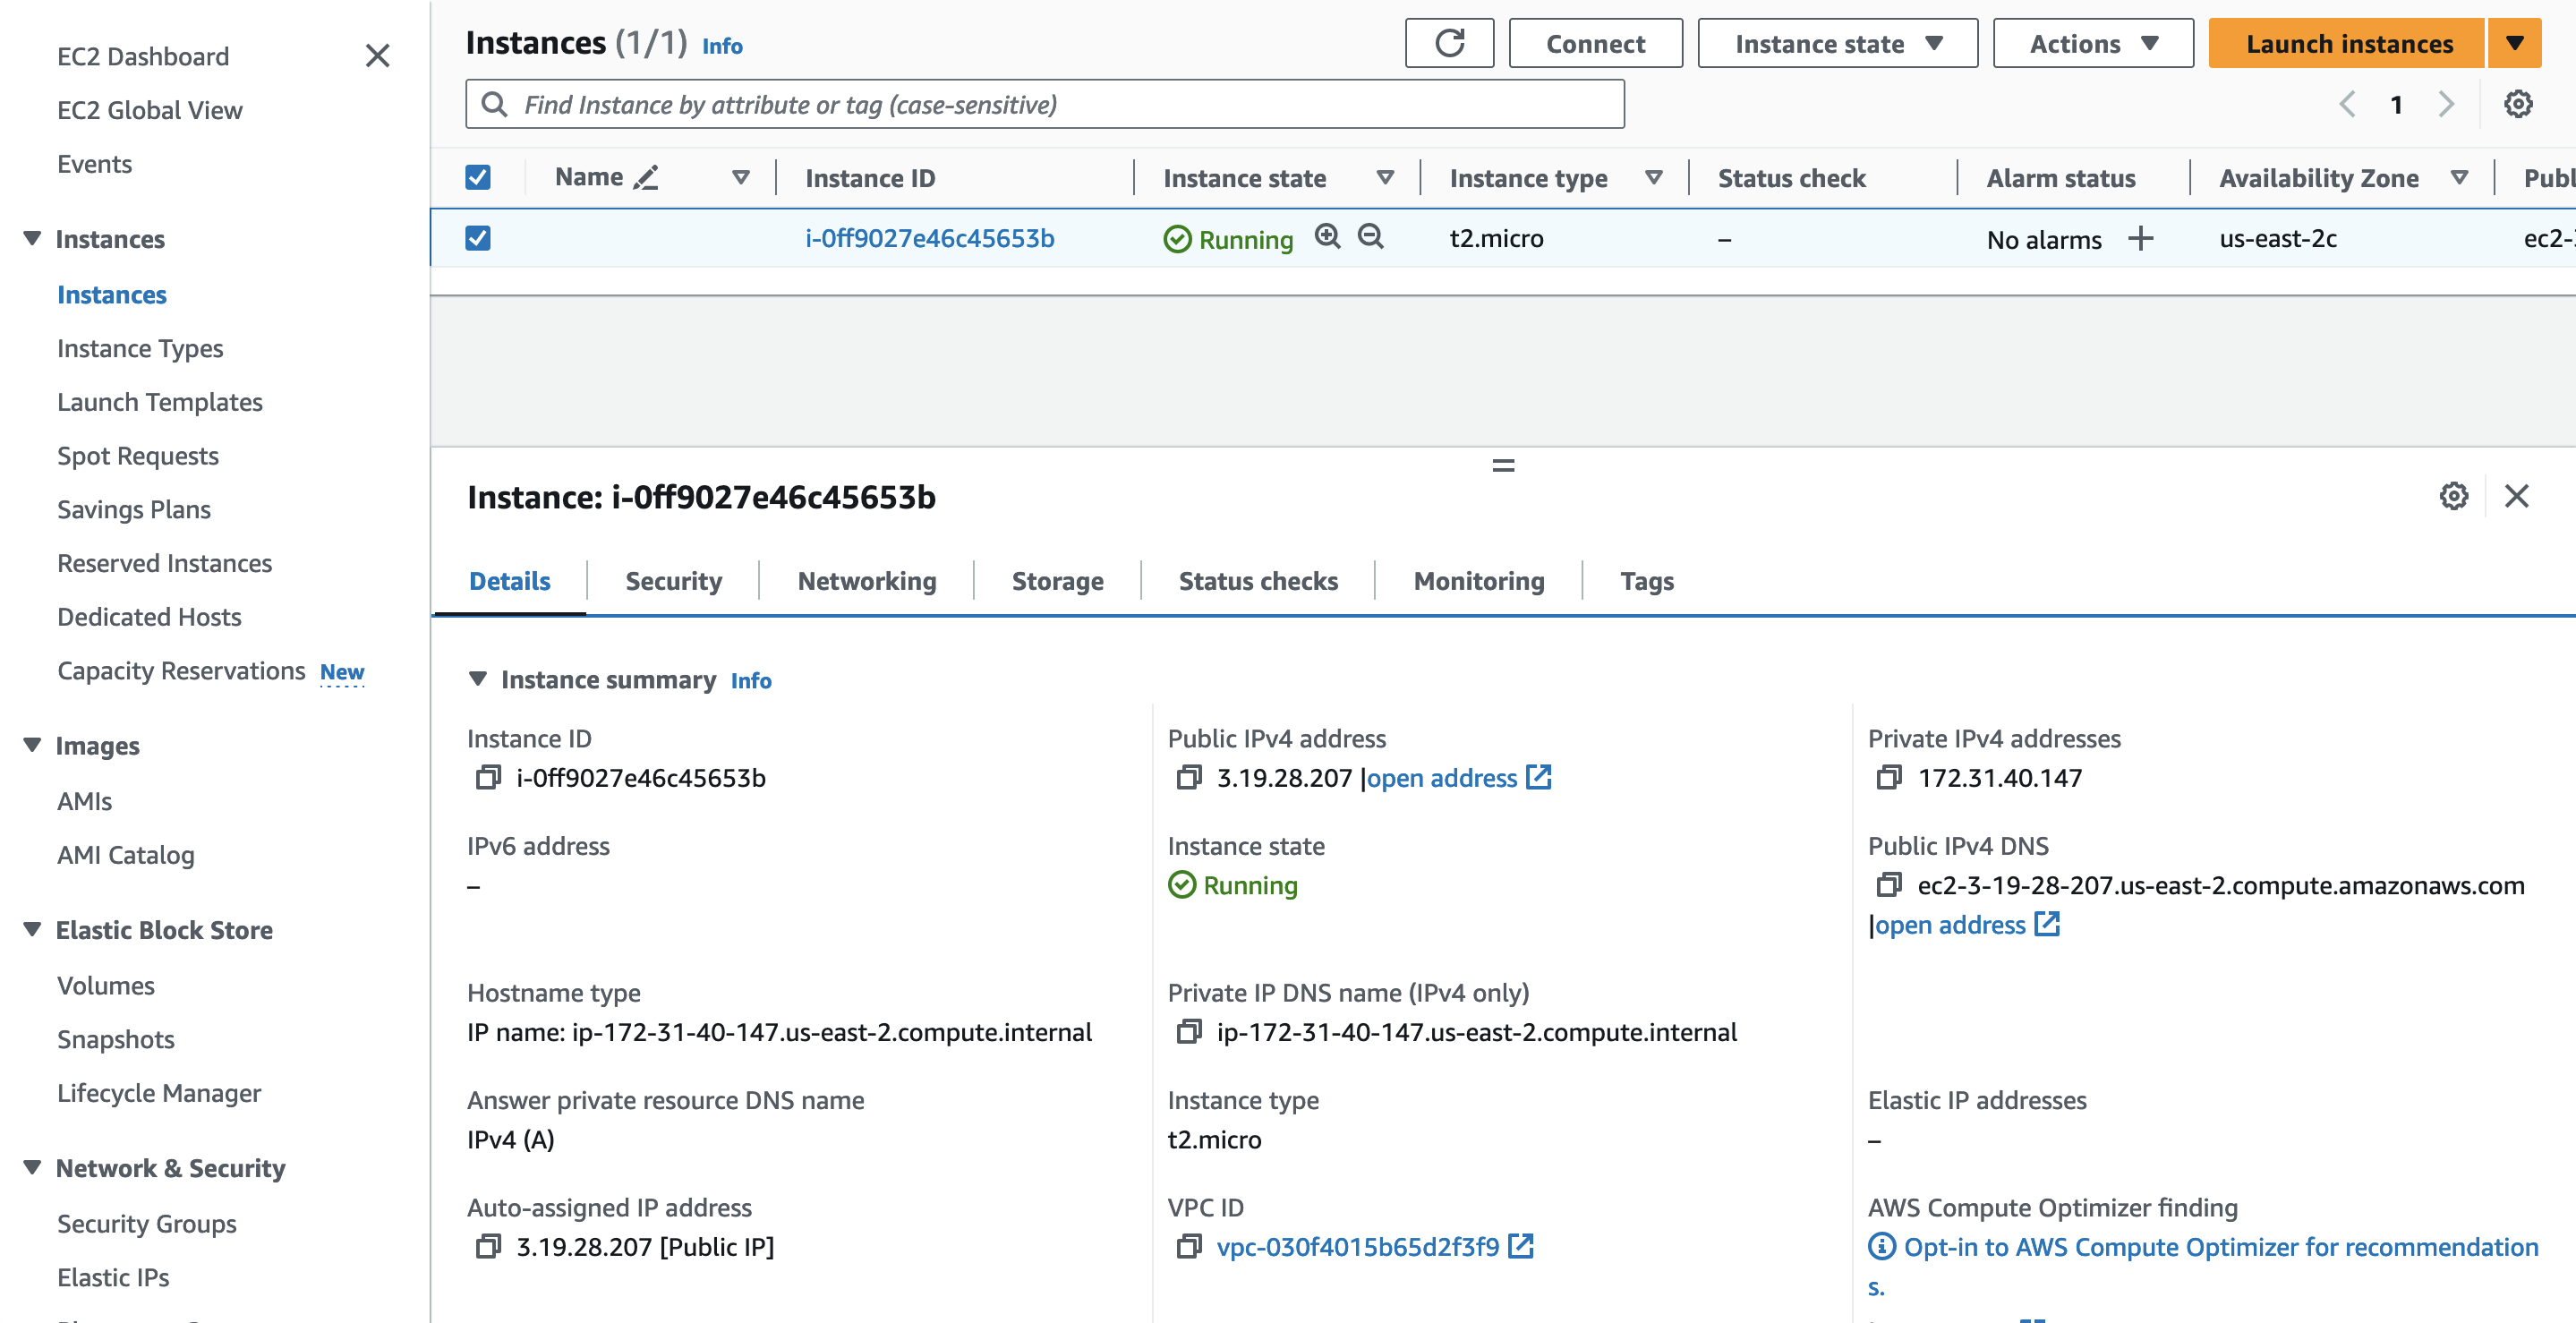 EC2 Dashboard
EC2 Global View
Events
Instances
Instances
Instance Types
Launch Templates
Spot Requests
Savings Plans
Reserved Instances
Dedicated Hosts
Capacity Reservations New
Images
AMIs
AMI Catalog
Elastic Block Store
Volumes
Snapshots
Lifecycle Manager
Network & Security
Security Groups
Elastic IPs
Instances (1/1) Info
Connect
Instance state
Actions
Launch instances
Find Instance by attribute or tag (case-sensitive)
1
Name Instance ID Instance state Instance type Status check Alarm status Availability Zone Publ
i-0ff9027e46c45653b Running t2.micro – No alarms + us-east-2c ec2-
Instance: i-0ff9027e46c45653b
Details Security Networking Storage Status checks Monitoring Tags
Instance summary Info
Instance ID
i-0ff9027e46c45653b
Public IPv4 address
3.19.28.207 |open address
Private IPv4 addresses
172.31.40.147
IPv6 address
–
Instance state
Running
Public IPv4 DNS
ec2-3-19-28-207.us-east-2.compute.amazonaws.com
|open address
Hostname type
IP name: ip-172-31-40-147.us-east-2.compute.internal
Private IP DNS name (IPv4 only)
ip-172-31-40-147.us-east-2.compute.internal
Answer private resource DNS name
IPv4 (A)
Instance type
t2.micro
Elastic IP addresses
–
Auto-assigned IP address
3.19.28.207 [Public IP]
VPC ID
vpc-030f4015b65d2f3f9
AWS Compute Optimizer finding
Opt-in to AWS Compute Optimizer for recommendation
s.